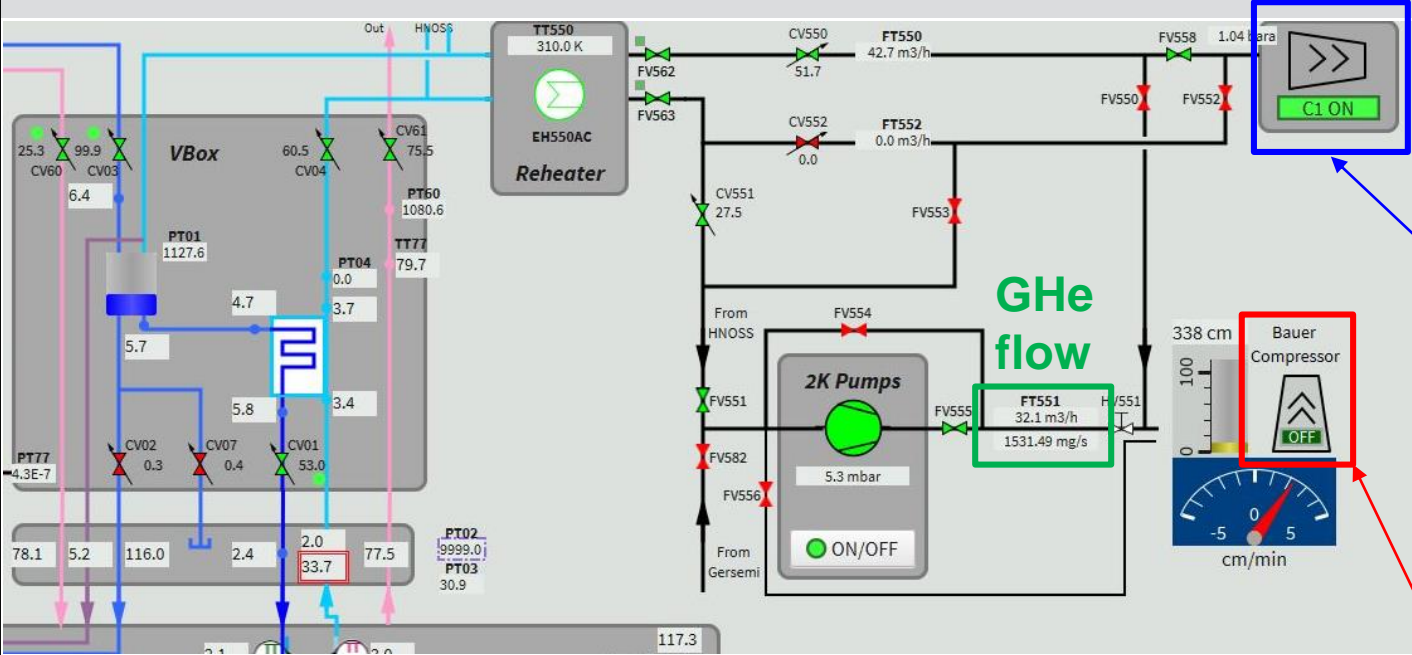 Out
HNOSS
TT550
310.0 K
EH550AC
Reheater
FV562
FV563
CV550
51.7
FT550
42.7 m3/h
FV558
1.04 bara
C1 ON
FV550
FV552
CV552
0.0
FT552
0.0 m3/h
25.3
CV60
99.9
CV03
VBox
60.5
CV04
CV61
75.5
6.4
PT60
1080.6
PT01
1127.6
TT77
79.7
PT04
0.0
CV551
27.5
FV553
4.7
3.7
5.7
From
HNOSS
FV554
GHe
flow
338 cm
Bauer
Compressor
100
0
OFF
2K Pumps
5.3 mbar
ON/OFF
5.8
3.4
FV551
FV555
FT551
32.1 m3/h
1531.49 mg/s
HV551
CV02
0.3
CV07
0.4
CV01
53.0
PT77
4.3E-7
FV582
FV556
-5
0
5
cm/min
78.1
5.2
116.0
2.4
2.0
33.7
77.5
PT02
9999.0
PT03
30.9
From
Gersemi
117.3